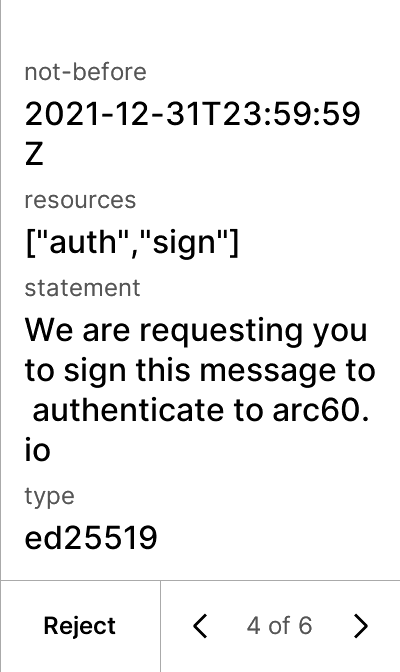 not-before
2021-12-31T23:59:59
Z
resources
["auth","sign"]
statement
We are requesting you
to sign this message to
 authenticate to arc60.
io
type
ed25519
Reject
4 of 6